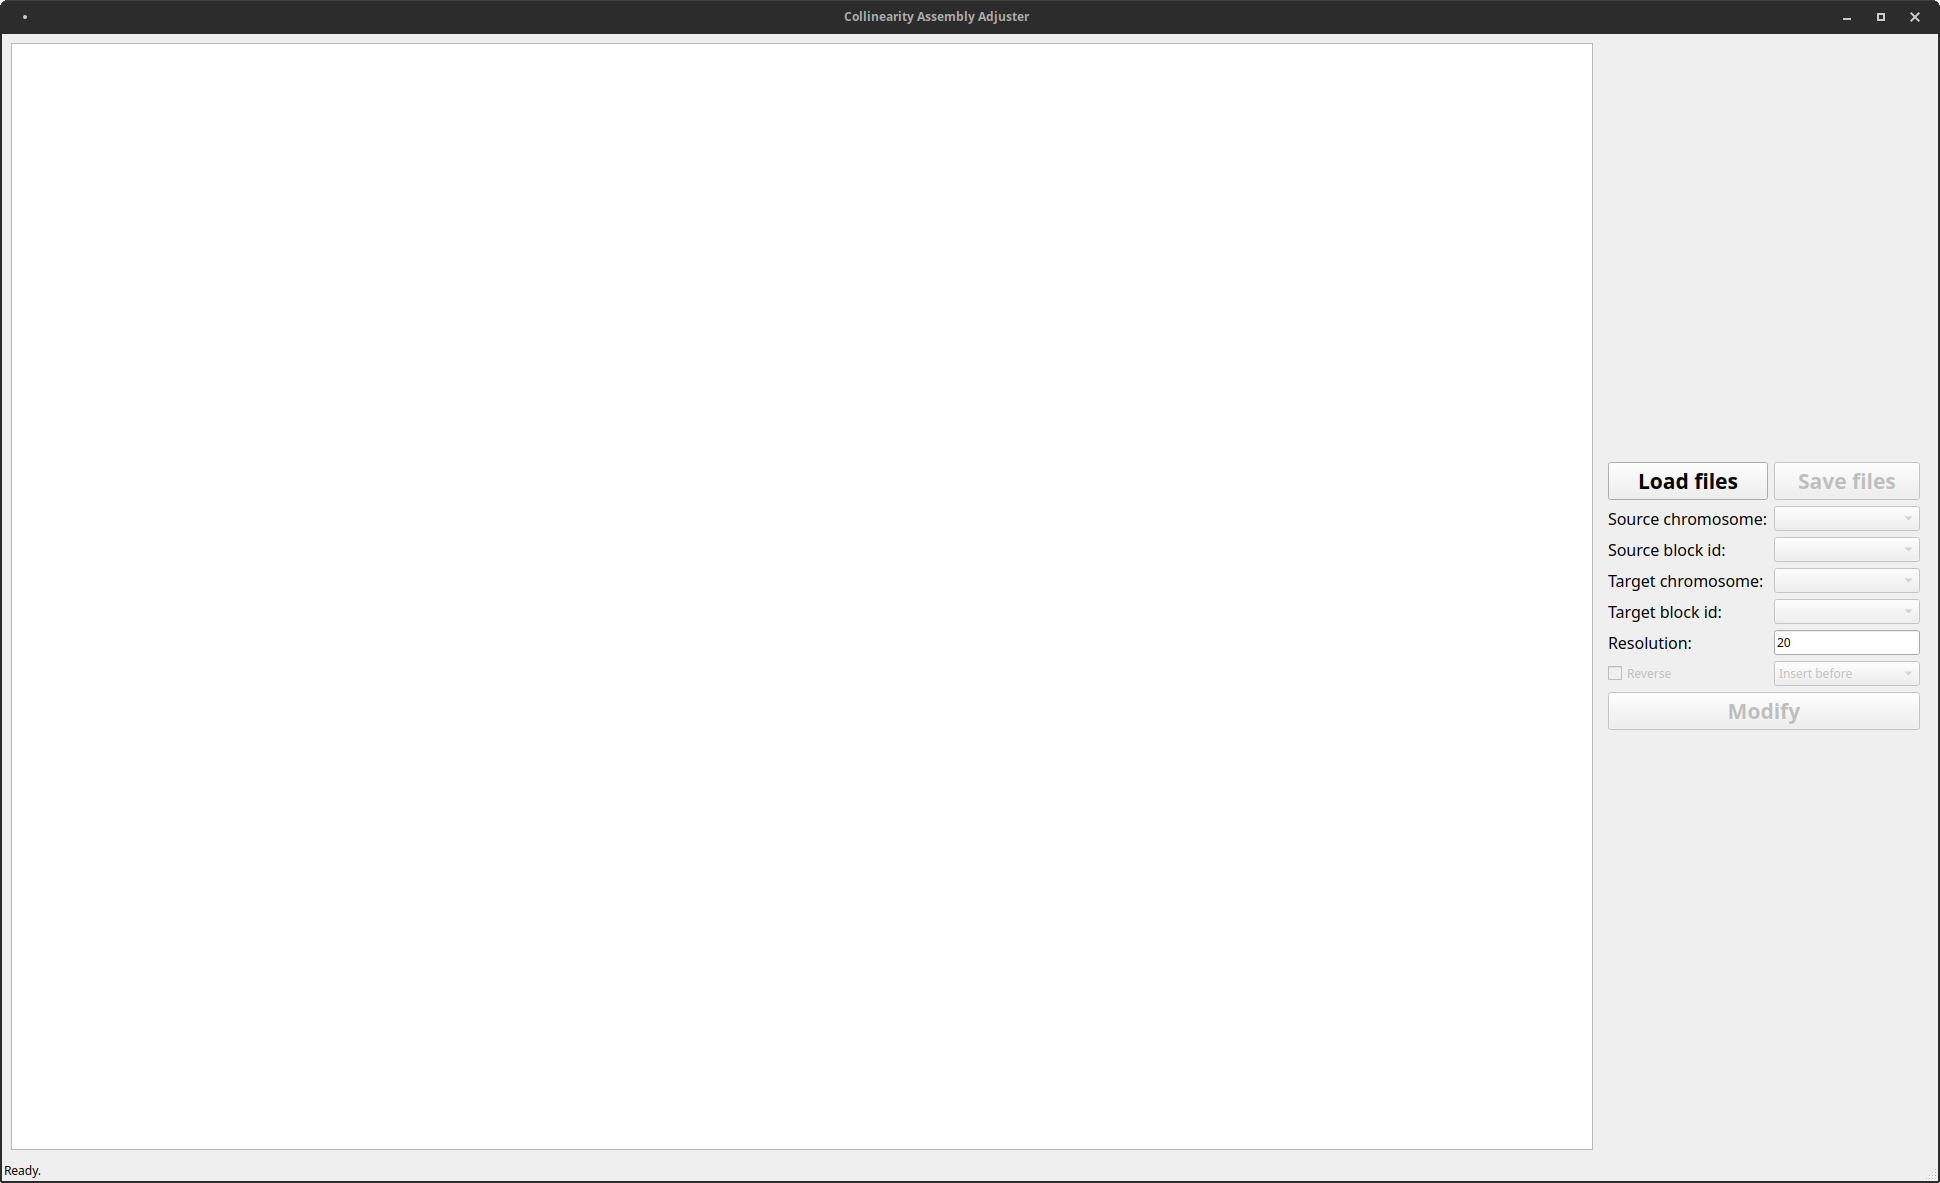 Collinearity Assembly Adjuster
Load files Save files
Source chromosome:
Source block id:
Target chromosome:
Target block id:
Resolution: 20
Reverse Insert before
Modify
Ready.